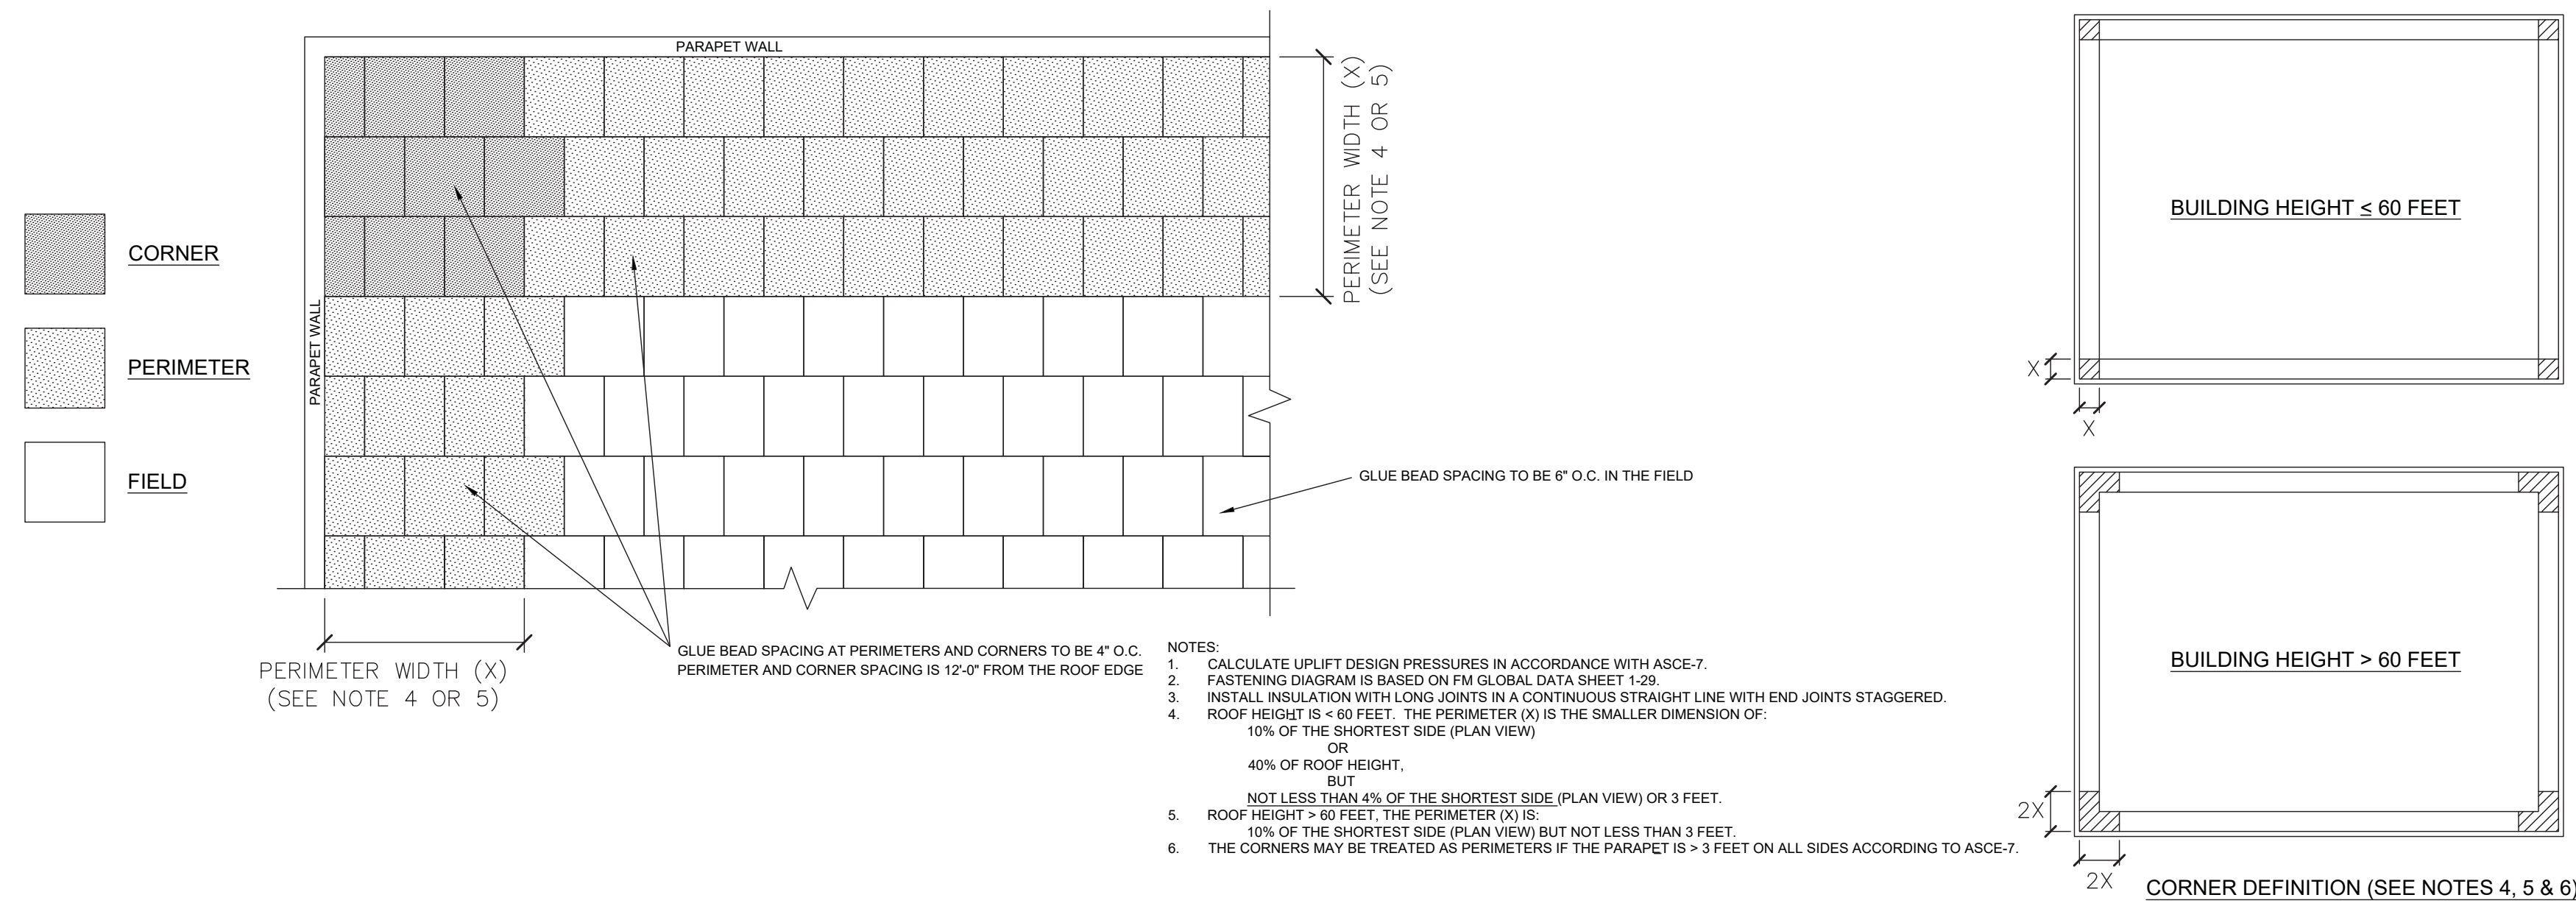 PARAPET WALL
PARAPET WALL
CORNER
PERIMETER
FIELD
PERIMETER WIDTH (X)
(SEE NOTE 4 OR 5)
GLUE BEAD SPACING TO BE 6" O.C. IN THE FIELD
GLUE BEAD SPACING AT PERIMETERS AND CORNERS TO BE 4" O.C.
PERIMETER AND CORNER SPACING IS 12'-0" FROM THE ROOF EDGE
PERIMETER WIDTH (X)
(SEE NOTE 4 OR 5)
NOTES:
1. CALCULATE UPLIFT DESIGN PRESSURES IN ACCORDANCE WITH ASCE-7.
2. FASTENING DIAGRAM IS BASED ON FM GLOBAL DATA SHEET 1-29.
3. INSTALL INSULATION WITH LONG JOINTS IN A CONTINUOUS STRAIGHT LINE WITH END JOINTS STAGGERED.
4. ROOF HEIGHT IS < 60 FEET. THE PERIMETER (X) IS THE SMALLER DIMENSION OF:
10% OF THE SHORTEST SIDE (PLAN VIEW)
OR
40% OF ROOF HEIGHT,
BUT
NOT LESS THAN 4% OF THE SHORTEST SIDE (PLAN VIEW) OR 3 FEET.
5. ROOF HEIGHT > 60 FEET, THE PERIMETER (X) IS:
10% OF THE SHORTEST SIDE (PLAN VIEW) BUT NOT LESS THAN 3 FEET.
6. THE CORNERS MAY BE TREATED AS PERIMETERS IF THE PARAPET IS > 3 FEET ON ALL SIDES ACCORDING TO ASCE-7.
BUILDING HEIGHT ≤ 60 FEET
X
X
BUILDING HEIGHT > 60 FEET
2X
2X
CORNER DEFINITION (SEE NOTES 4, 5 & 6)